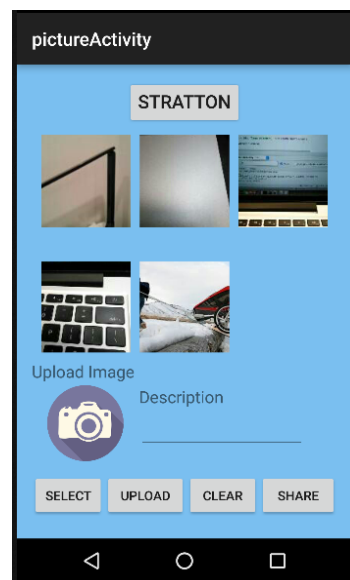 pictureActivity
STRATTON
Upload Image
Description
SELECT UPLOAD CLEAR SHARE